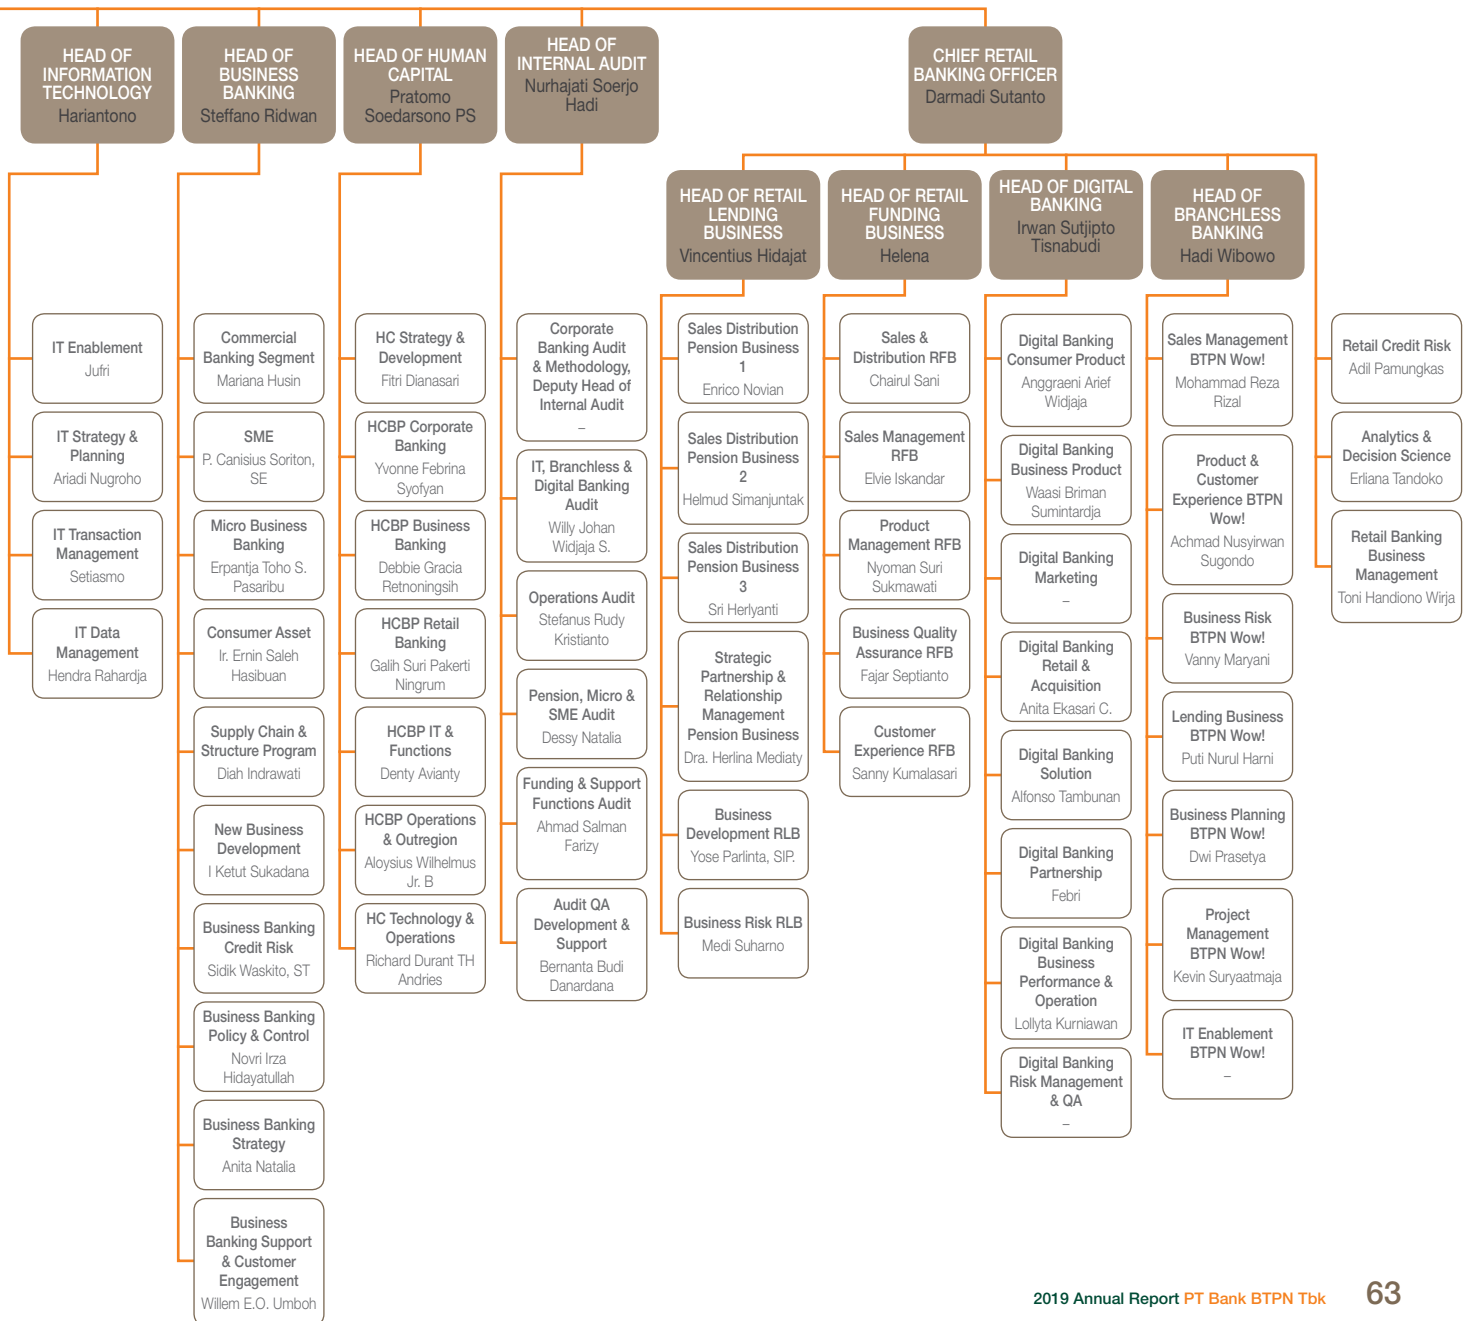 HEAD OF
INFORMATION
TECHNOLOGY
Hariantono
HEAD OF
BUSINESS
BANKING
Steffano Ridwan
HEAD OF HUMAN
CAPITAL
Pratomo
Soedarsono PS
HEAD OF
INTERNAL AUDIT
Nurhajati Soerjo
Hadi
CHIEF RETAIL
BANKING OFFICER
Darmadi Sutanto
HEAD OF RETAIL
LENDING
BUSINESS
Vincentius Hidajat
HEAD OF RETAIL
FUNDING
BUSINESS
Helena
HEAD OF DIGITAL
BANKING
Irwan Sutjipto
Tisnabudi
HEAD OF
BRANCHLESS
BANKING
Hadi Wibowo
IT Enablement
Jufri
IT Strategy &
Planning
Ariadi Nugroho
IT Transaction
Management
Setiasmo
IT Data
Management
Hendra Rahardja
Commercial
Banking Segment
Mariana Husin
SME
P. Canisius Soriton,
SE
Micro Business
Banking
Erpantja Toho S.
Pasaribu
Consumer Asset
Ir. Ernin Saleh
Hasibuan
Supply Chain &
Structure Program
Diah Indrawati
New Business
Development
I Ketut Sukadana
Business Banking
Credit Risk
Sidik Waskito, ST
Business Banking
Policy & Control
Novri Irza
Hidayatullah
Business Banking
Strategy
Anita Natalia
Business
Banking Support
& Customer
Engagement
Willem E.O. Umboh
HC Strategy &
Development
Fitri Dianasari
HCBP Corporate
Banking
Yvonne Febrina
Syofyan
HCBP Business
Banking
Debbie Gracia
Retnoningsih
HCBP Retail
Banking
Galih Suri Pakerti
Ningrum
HCBP IT &
Functions
Denty Avianty
HCBP Operations
& Outregion
Aloysius Wilhelmus
Jr. B
HC Technology &
Operations
Richard Durant TH
Andries
Corporate
Banking Audit
& Methodology,
Deputy Head of
Internal Audit
–
IT, Branchless &
Digital Banking
Audit
Willy Johan
Widjaja S.
Operations Audit
Stefanus Rudy
Kristianto
Pension, Micro &
SME Audit
Dessy Natalia
Funding & Support
Functions Audit
Ahmad Salman
Farizy
Audit QA
Development &
Support
Bernanta Budi
Danardana
Sales Distribution
Pension Business
1
Enrico Novian
Sales Distribution
Pension Business
2
Helmud Simanjuntak
Sales Distribution
Pension Business
3
Sri Herlyanti
Strategic
Partnership &
Relationship
Management
Pension Business
Dra. Herlina Mediaty
Business
Development RLB
Yose Parlinta, SIP.
Business Risk RLB
Medi Suharno
Sales &
Distribution RFB
Chairul Sani
Sales Management
RFB
Elvie Iskandar
Product
Management RFB
Nyoman Suri
Sukmawati
Business Quality
Assurance RFB
Fajar Septianto
Customer
Experience RFB
Sanny Kumalasari
Digital Banking
Consumer Product
Anggraeni Arief
Widjaja
Digital Banking
Business Product
Waasi Briman
Sumintardja
Digital Banking
Marketing
–
Digital Banking
Retail &
Acquisition
Anita Ekasari C.
Digital Banking
Solution
Alfonso Tambunan
Digital Banking
Partnership
Febri
Digital Banking
Business
Performance &
Operation
Lollyta Kurniawan
Digital Banking
Risk Management
& QA
–
Sales Management
BTPN Wow!
Mohammad Reza
Rizal
Product &
Customer
Experience BTPN
Wow!
Achmad Nusyirwan
Sugondo
Business Risk
BTPN Wow!
Vanny Maryani
Lending Business
BTPN Wow!
Puti Nurul Harni
Business Planning
BTPN Wow!
Dwi Prasetya
Project
Management
BTPN Wow!
Kevin Suryaatmaja
IT Enablement
BTPN Wow!
–
Retail Credit Risk
Adil Pamungkas
Analytics &
Decision Science
Erliana Tandoko
Retail Banking
Business
Management
Toni Handiono Wirja
2019 Annual Report PT Bank BTPN Tbk 63